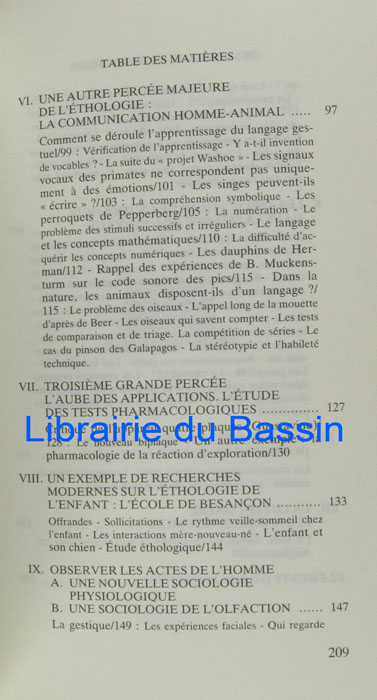 TABLE DES MATIÈRES
VI. UNE AUTRE PERCÉE MAJEURE
DE L'ÉTHOLOGIE :
LA COMMUNICATION HOMME-ANIMAL ..... 97
Comment se déroule l'apprentissage du langage ges-
tuel/99 : Vérification de l'apprentissage - Y a-t-il invention
de vocables ? - La suite du « projet Washoe » - Les signaux
vocaux des primates ne correspondent pas unique-
ment à des émotions/101 - Les singes peuvent-ils
« écrire » ?/103 : La compréhension symbolique - Les
perroquets de Pepperberg/105 : La numération - Le
problème des stimuli successifs et irréguliers - Le langage
et les concepts mathématiques/110 : La difficulté d'ac-
quérir les concepts numériques - Les dauphins de Her-
man/112 - Rappel des expériences de B. Muckens-
turm sur le code sonore des pics/115 - Dans la
nature, les animaux disposent-ils d'un langage ?/
115 : Le problème des oiseaux - L'appel long de la mouette
d'après de Beer - Les oiseaux qui savent compter - Les tests
de comparaison et de triage. La compétition de séries - Le
cas du pinson des Galapagos - La stéréotypie et l'habileté
technique.
VII. TROISIÈME GRANDE PERCÉE
L'AUBE DES APPLICATIONS. L'ÉTUDE
DES TESTS PHARMACOLOGIQUES ............. 127
Librairie du Bassin
128 : Le nouveau biplaque - Un autre exemple :
pharmacologie de la réaction d'exploration/130
VIII. UN EXEMPLE DE RECHERCHES
MODERNES SUR L'ÉTHOLOGIE DE
L'ENFANT : L'ÉCOLE DE BESANÇON ........... 133
Offrandes - Sollicitations - Le rythme veille-sommeil chez
l'enfant - Les interactions mère-nouveau-né - L'enfant et
son chien - Étude éthologique/144
IX. OBSERVER LES ACTES DE L'HOMME
A. UNE NOUVELLE SOCIOLOGIE
PHYSIOLOGIQUE
B. UNE SOCIOLOGIE DE L'OLFACTION ...... 147
La gestique/149 : Les expériences faciales - Qui regarde
209